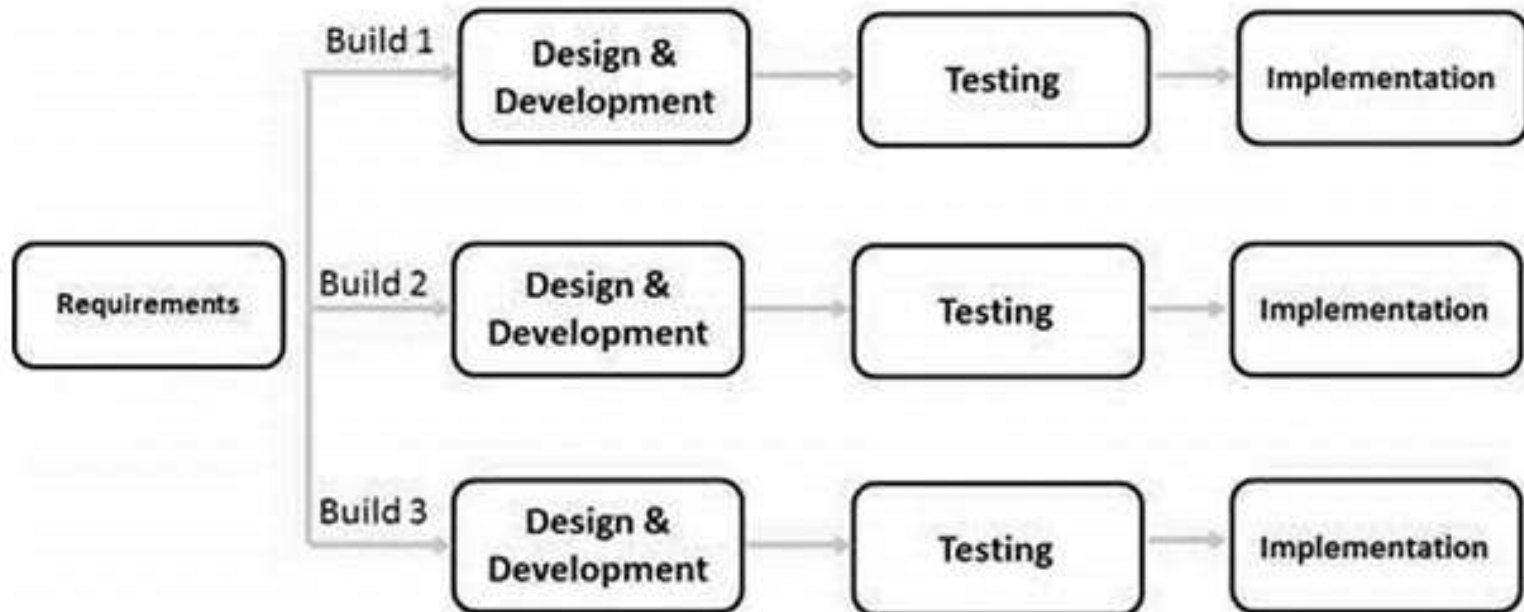 Build 1
Design &
Development
Testing
Implementation
Requirements
Build 2
Design &
Development
Testing
Implementation
Build 3
Design &
Development
Testing
Implementation